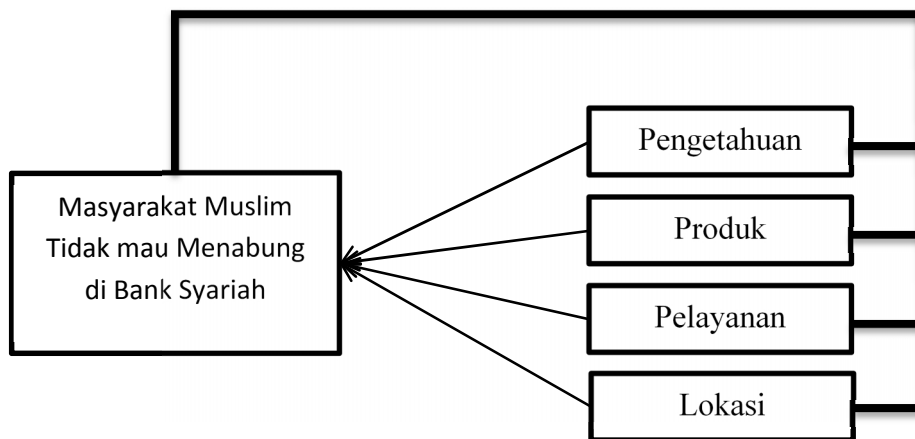 Masyarakat Muslim
Tidak mau Menabung
di Bank Syariah
Pengetahuan
Produk
Pelayanan
Lokasi